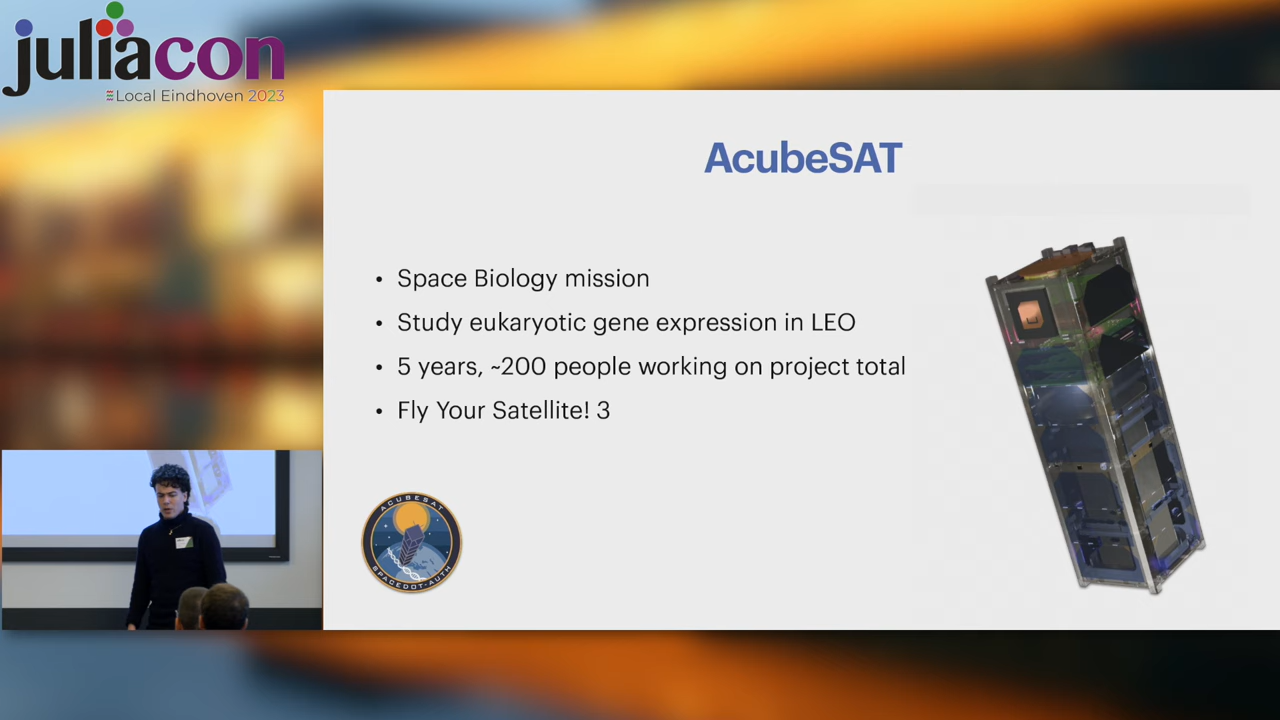 juliacon
Local Eindhoven 2023
AcubeSAT
• Space Biology mission
• Study eukaryotic gene expression in LEO
• 5 years, ~200 people working on project total
• Fly Your Satellite! 3
ACUBESAT
SPACEDOT•AUTH